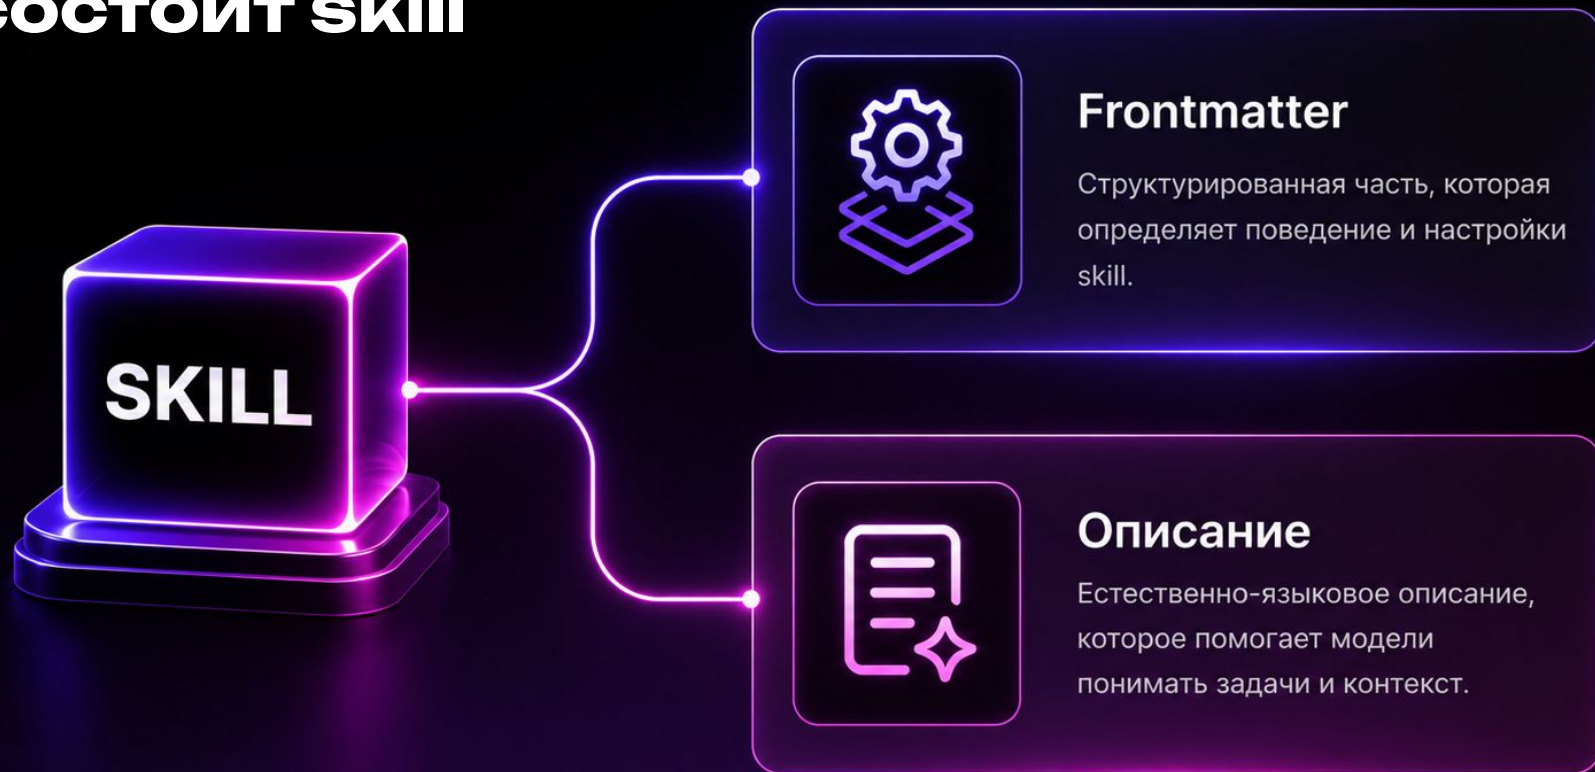 состоит skill
SKILL
Frontmatter
Структурированная часть, которая
определяет поведение и настройки
skill.
Описание
Естественно-языковое описание,
которое помогает модели
понимать задачи и контекст.